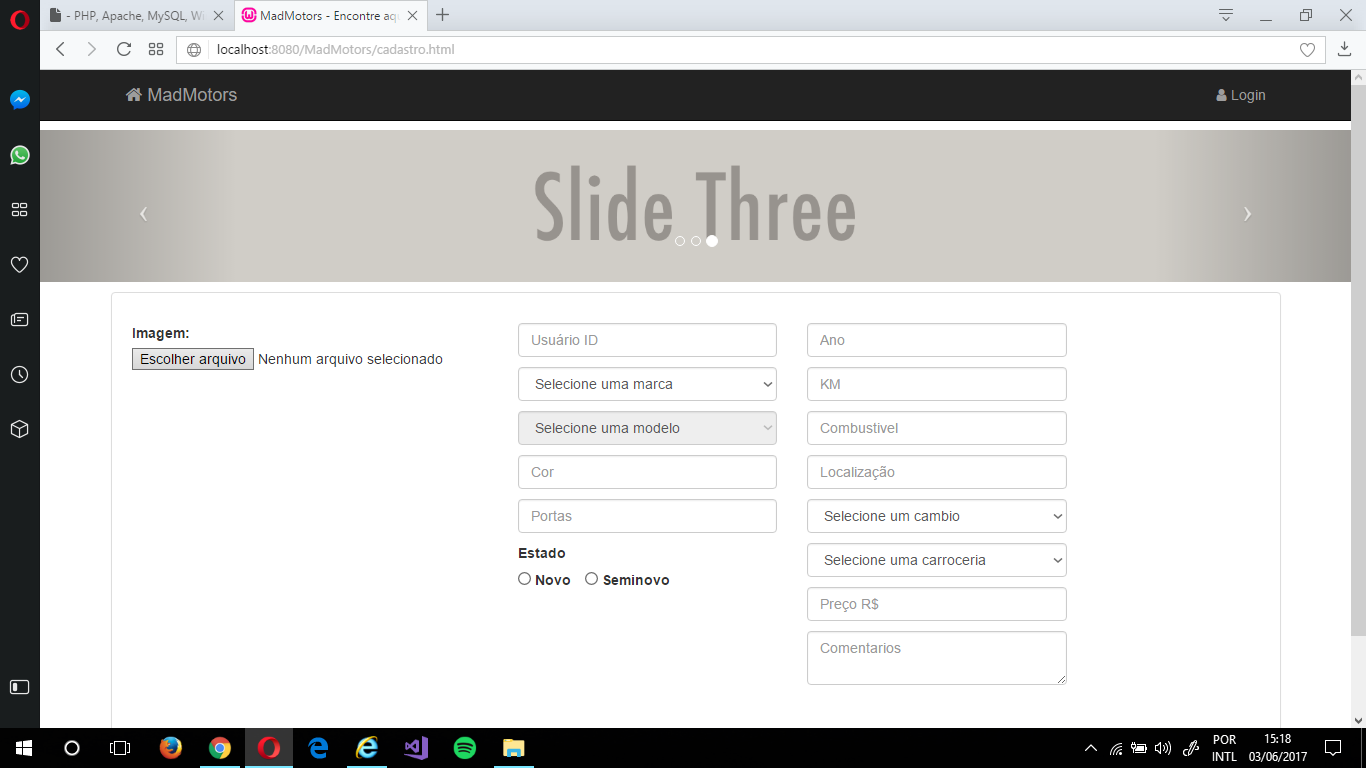 - PHP, Apache, MySQL, Wi
MadMotors - Encontre aq
localhost:8080/MadMotors/cadastro.html
MadMotors
Login
Slide Three
Imagem:
Escolher arquivo Nenhum arquivo selecionado
Usuário ID
Selecione uma marca
Selecione uma modelo
Cor
Portas
Estado
Novo Seminovo
Ano
KM
Combustivel
Localização
Selecione um cambio
Selecione uma carroceria
Preço R$
Comentarios
POR
INTL
15:18
03/06/2017